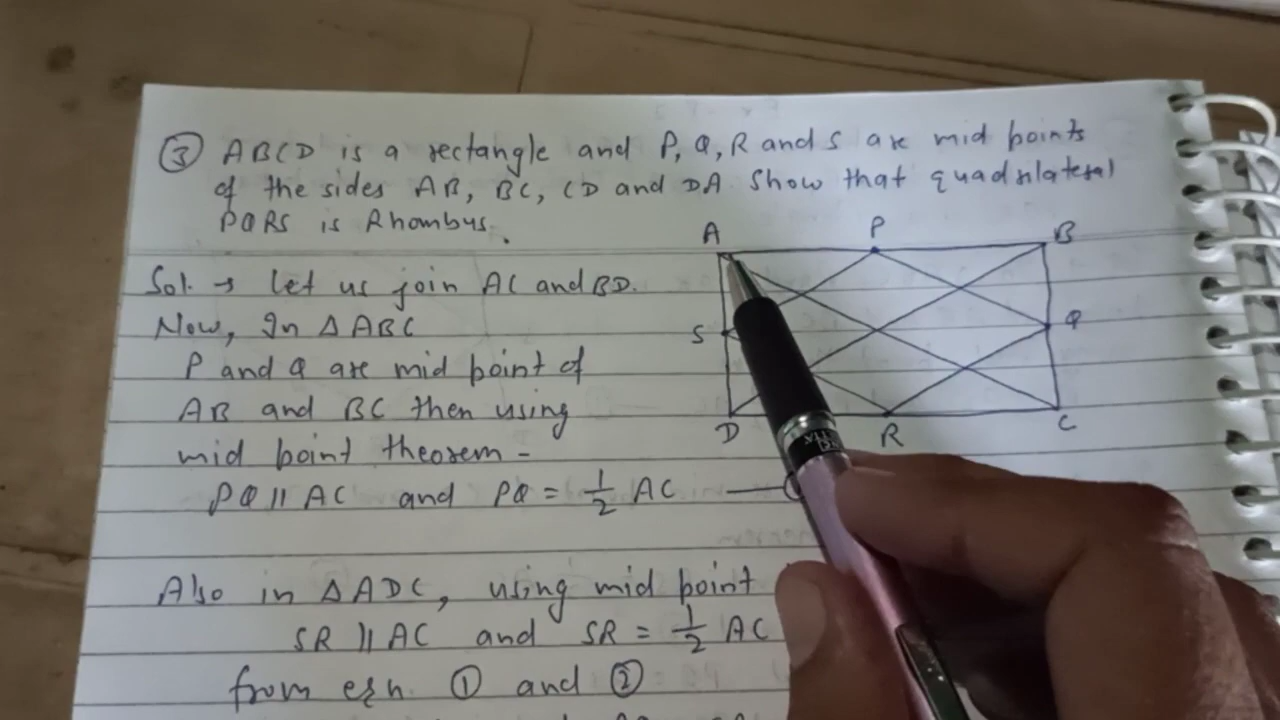 ③ ABCD is a rectangle and P, Q, R and S are mid points
of the sides AB, BC, CD and DA. Show that quadrilateral
PQRS is Rhombus.
A P B
Sol. → Let us join AC and BD.
Now, In △ABC
S Q
P and Q are mid point of
AB and BC then using
D R C
mid point theorem -
PQ || AC and PQ = 1/2 AC —
Also in △ADC, using mid point
SR || AC and SR = 1/2 AC
from eqn. ① and ②